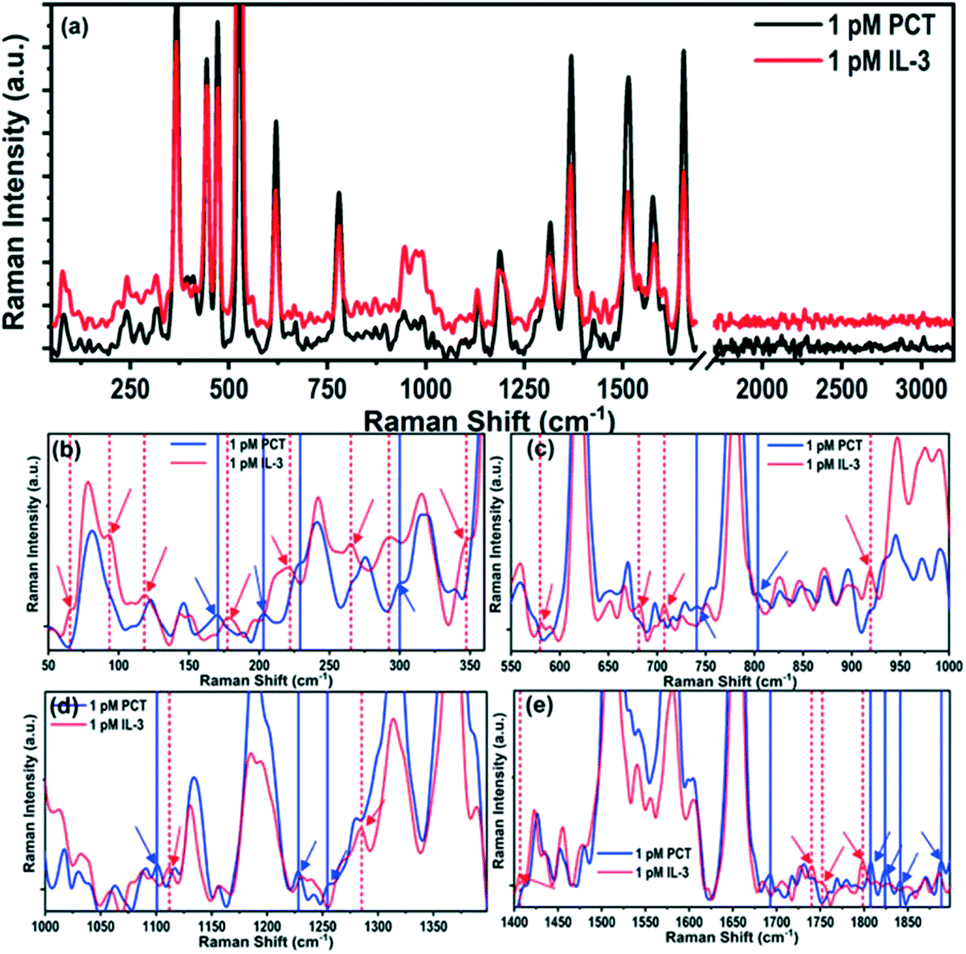 (a)
1 pM PCT
1 pM IL-3
Raman Intensity (a.u.)
250 500 750 1000 1250 1500 2000 2500 3000
Raman Shift (cm-1)
(b)
1 pM PCT
1 pM IL-3
Raman Intensity (a.u.)
50 100 150 200 250 300 350
Raman Shift (cm-1)
(c)
1 pM PCT
1 pM IL-3
Raman Intensity (a.u.)
550 600 650 700 750 800 850 900 950 1000
Raman Shift (cm-1)
(d)
1 pM PCT
1 pM IL-3
Raman Intensity (a.u.)
1000 1050 1100 1150 1200 1250 1300 1350
Raman Shift (cm-1)
(e)
1 pM PCT
1 pM IL-3
Raman Intensity (a.u.)
1400 1450 1500 1550 1600 1650 1700 1750 1800 1850
Raman Shift (cm-1)